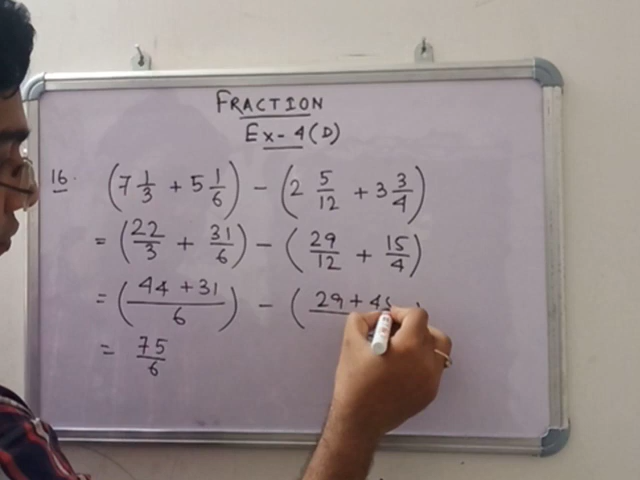 FRACTION
Ex-4(D)
16. (7 1/3 + 5 1/6) - (2 5/12 + 3 3/4)
= (22/3 + 31/6) - (29/12 + 15/4)
= (44 + 31/6) - (29 + 45)
= 75/6